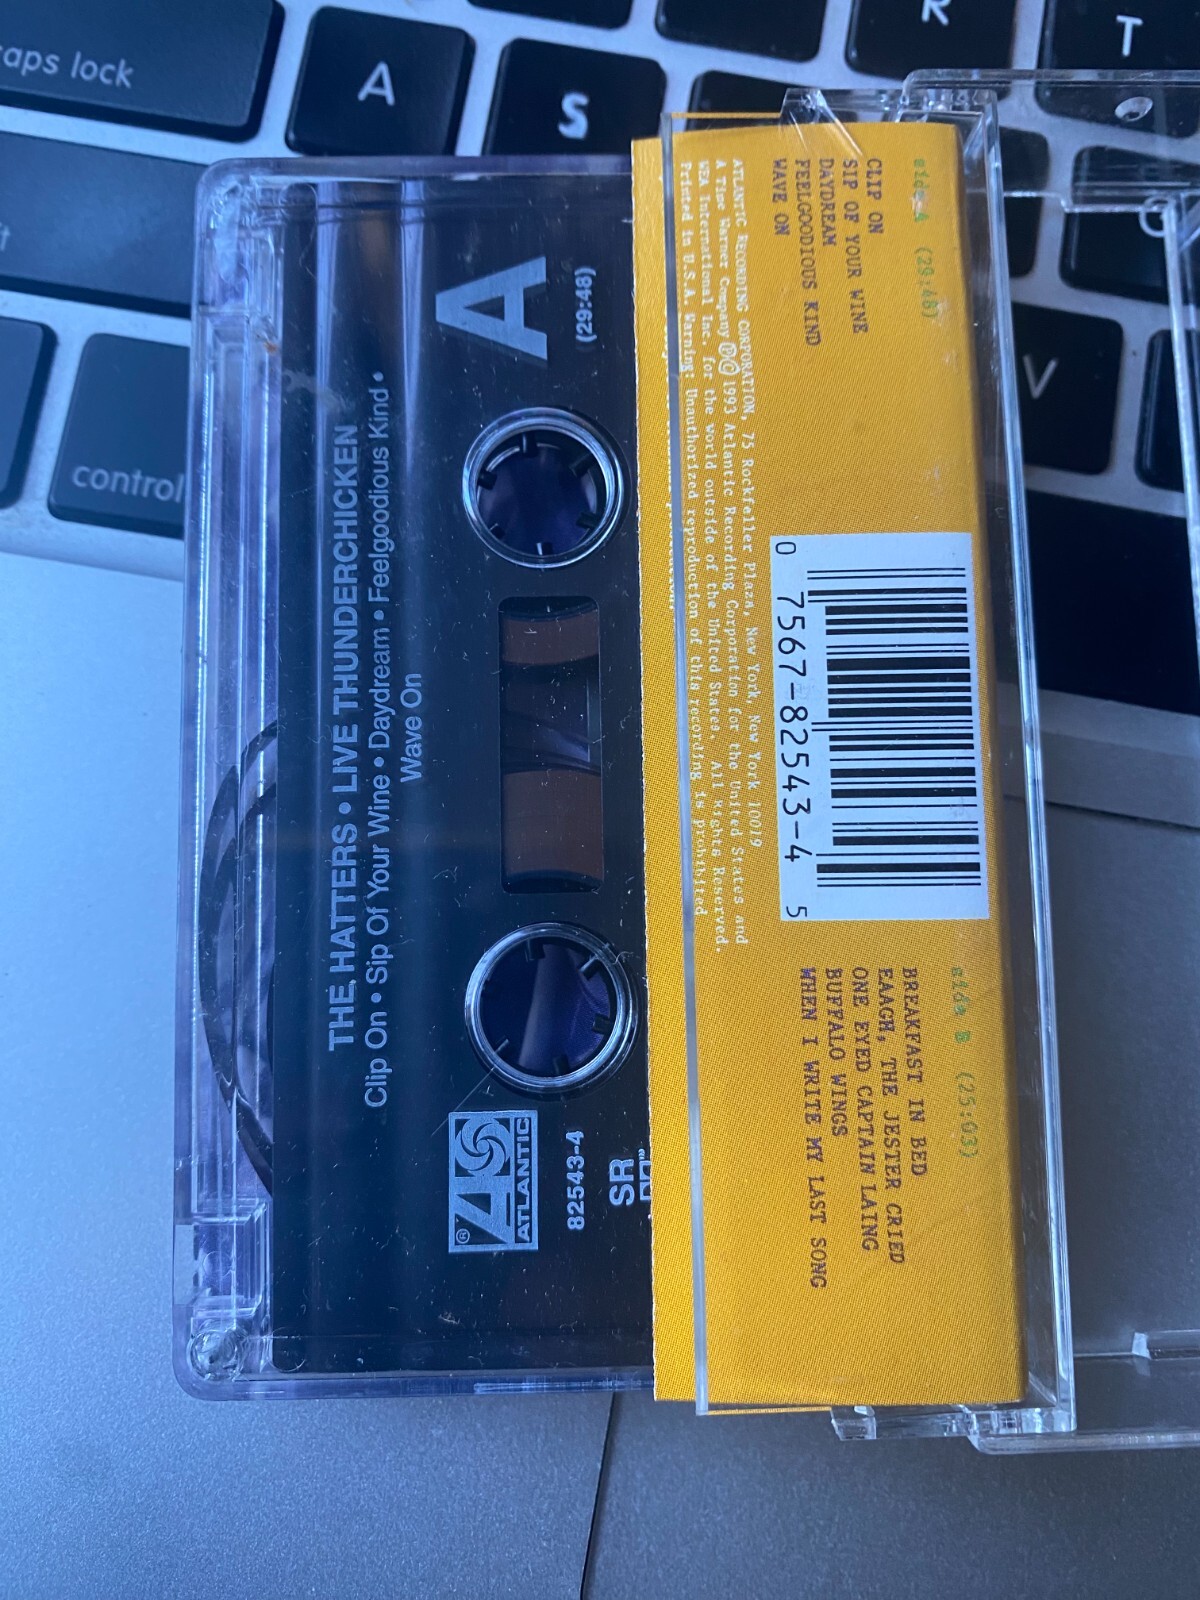 caps lock
A
S
R
T
V
control
A
(29:48)
THE HATTERS • LIVE THUNDERCHICKEN
Clip On • Sip Of Your Wine • Daydream • Feelgoodious Kind •
Wave On
ATLANTIC
®
82543-4
SR
side A (29:48)
CLIP ON
SIP OF YOUR WINE
DAYDREAM
FEELGOODIOUS KIND
WAVE ON
ATLANTIC RECORDING CORPORATION, 75 Rockfeller Plaza, New York, New York 10019
A Time Warner Company ℗© 1993 Atlantic Recording Corporation for the United States and
WEA International Inc. for the world outside of the United States. All Rights Reserved.
Printed in U.S.A. Warning: Unauthorized reproduction of this recording is prohibited
0 7567-82543-4 5
side B (25:03)
BREAKFAST IN BED
EAAGH, THE JESTER CRIED
ONE EYED CAPTAIN LAING
BUFFALO WINGS
WHEN I WRITE MY LAST SONG